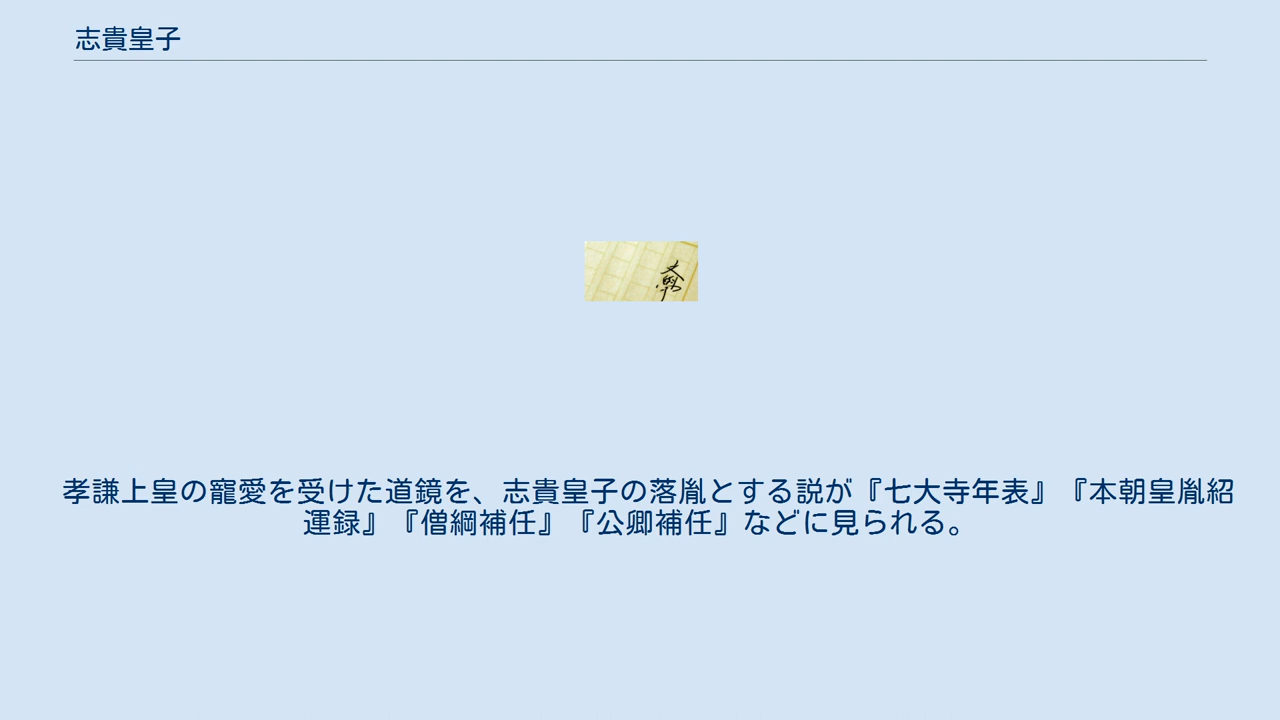 志貴皇子
孝謙上皇の寵愛を受けた道鏡を、志貴皇子の落胤とする説が『七大寺年表』『本朝皇胤紹
運録』『僧綱補任』『公卿補任』などに見られる。